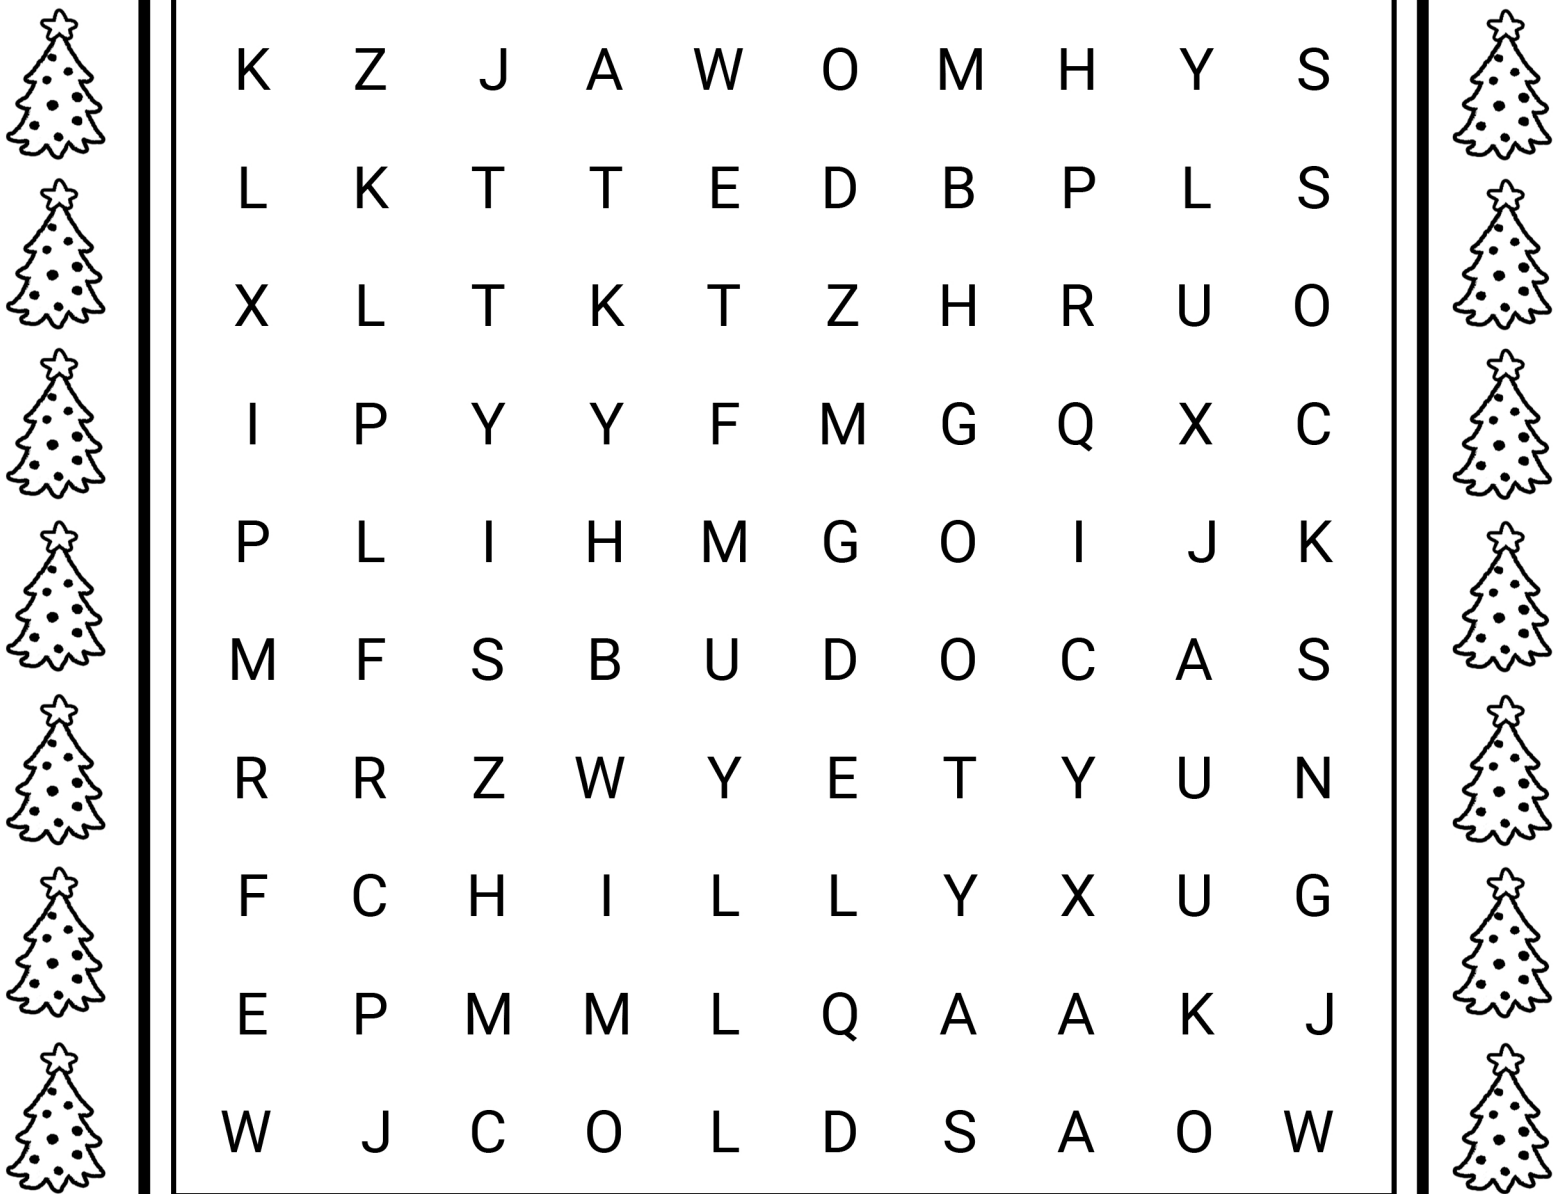 K Z J A W O M H Y S
L K T T E D B P L S
X L T K T Z H R U O
I P Y Y F M G Q X C
P L I H M G O I J K
M F S B U D O C A S
R R Z W Y E T Y U N
F C H I L L Y X U G
E P M M L Q A A K J
W J C O L D S A O W